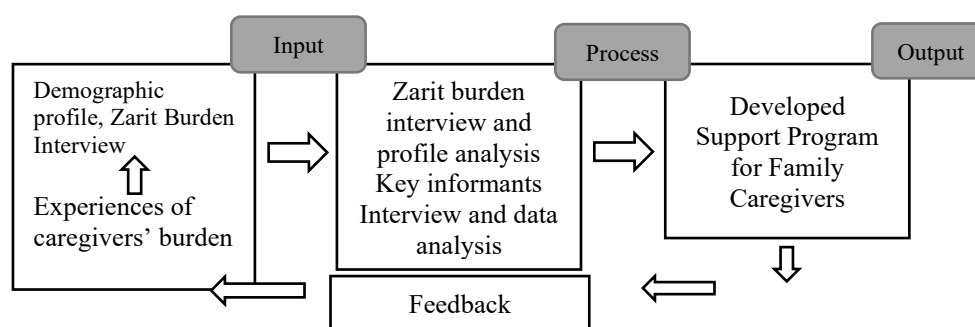 Input
Process
Output
Demographic
profile, Zarit Burden
Interview
Experiences of
caregivers’ burden
Zarit burden
interview and
profile analysis
Key informants
Interview and data
analysis
Developed
Support Program
for Family
Caregivers
Feedback